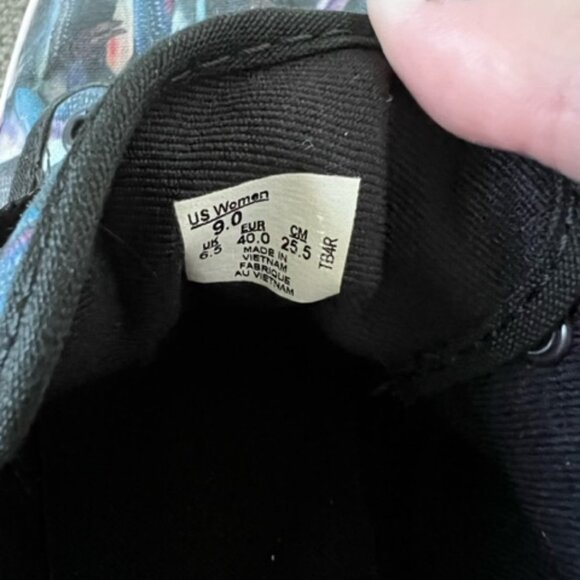 US Women
9.0
UK EUR CM
6.5 40.0 25.5
MADE IN
VIETNAM
FABRIQUE
AU VIETNAM
TB4R